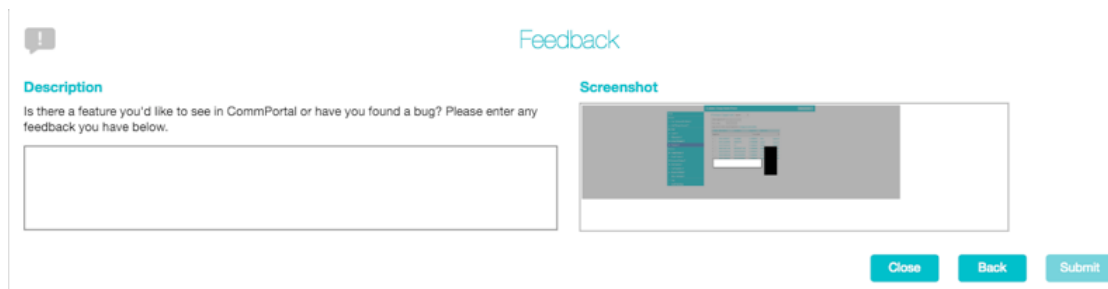 Feedback
Description
Is there a feature you'd like to see in CommPortal or have you found a bug? Please enter any
feedback you have below.
Screenshot
Close
Back
Submit